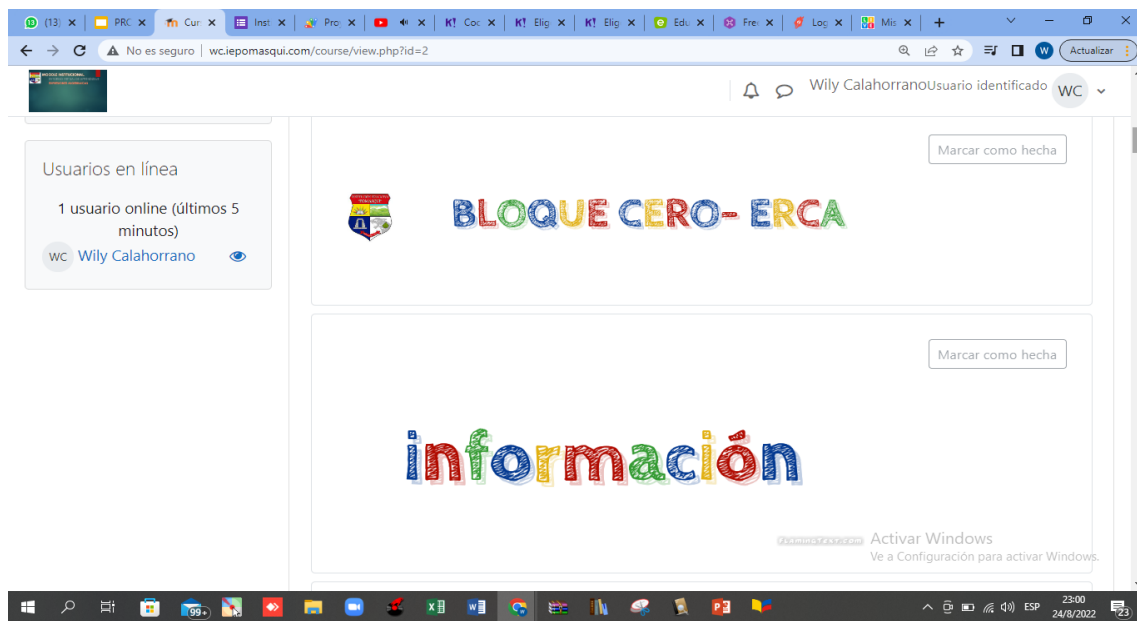 (13)
PRC
Cur
Inst
Pro
K! Coc
K! Elig
K! Elig
Edu
Free
Log
Mis
No es seguro | wc.iepomasqui.com/course/view.php?id=2
W
Actualizar
Wily CalahorranoUsuario identificado
WC
Marcar como hecha
Usuarios en línea
1 usuario online (últimos 5
minutos)
WC Wily Calahorrano
BLOQUE CERO- ERCA
Marcar como hecha
información
Activar Windows
Ve a Configuración para activar Windows.
99+
ESP
23:00
24/8/2022
23